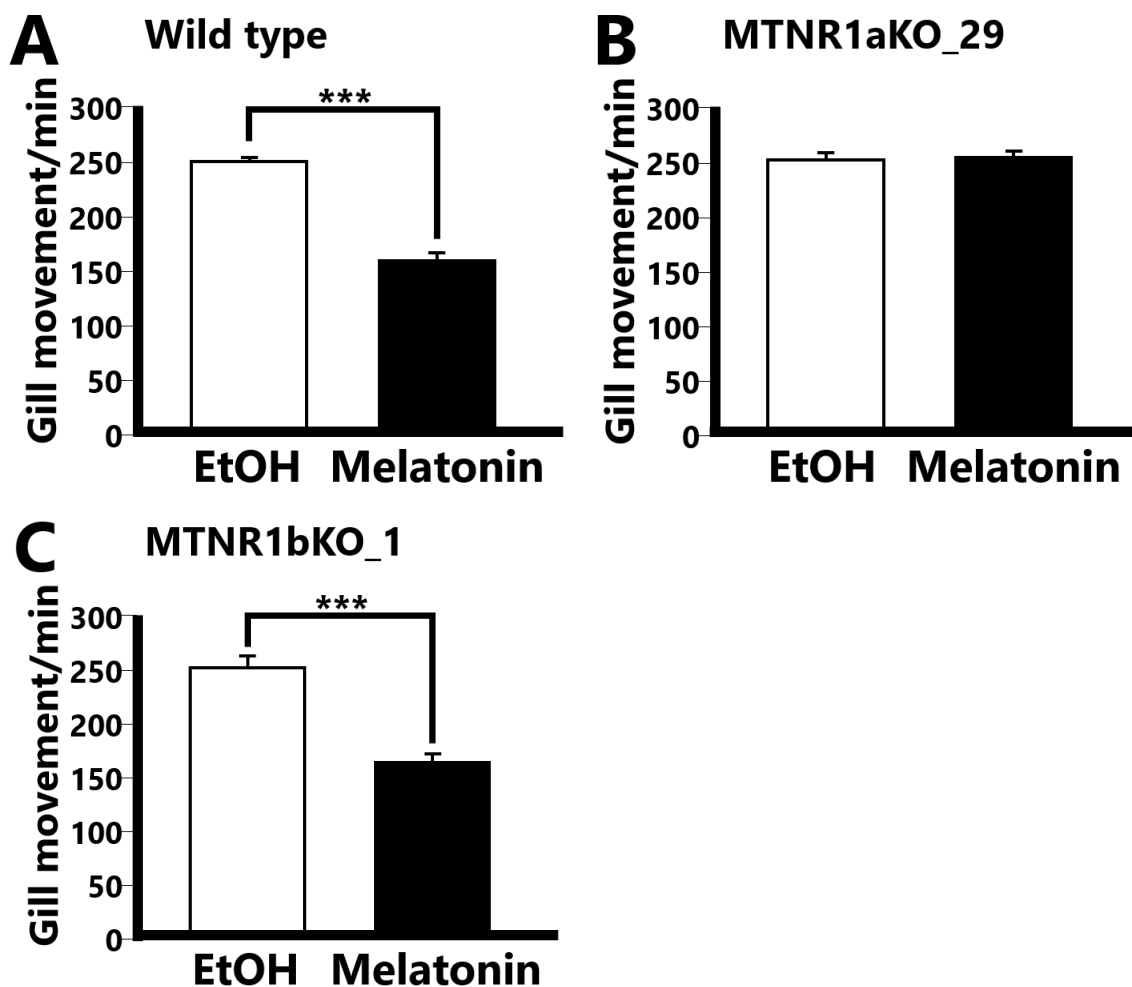 A Wild type
Gill movement/min
300
250
200
150
100
50
0
***
EtOH Melatonin
B MTNR1aKO_29
Gill movement/min
300
250
200
150
100
50
0
EtOH Melatonin
C MTNR1bKO_1
Gill movement/min
300
250
200
150
100
50
0
***
EtOH Melatonin